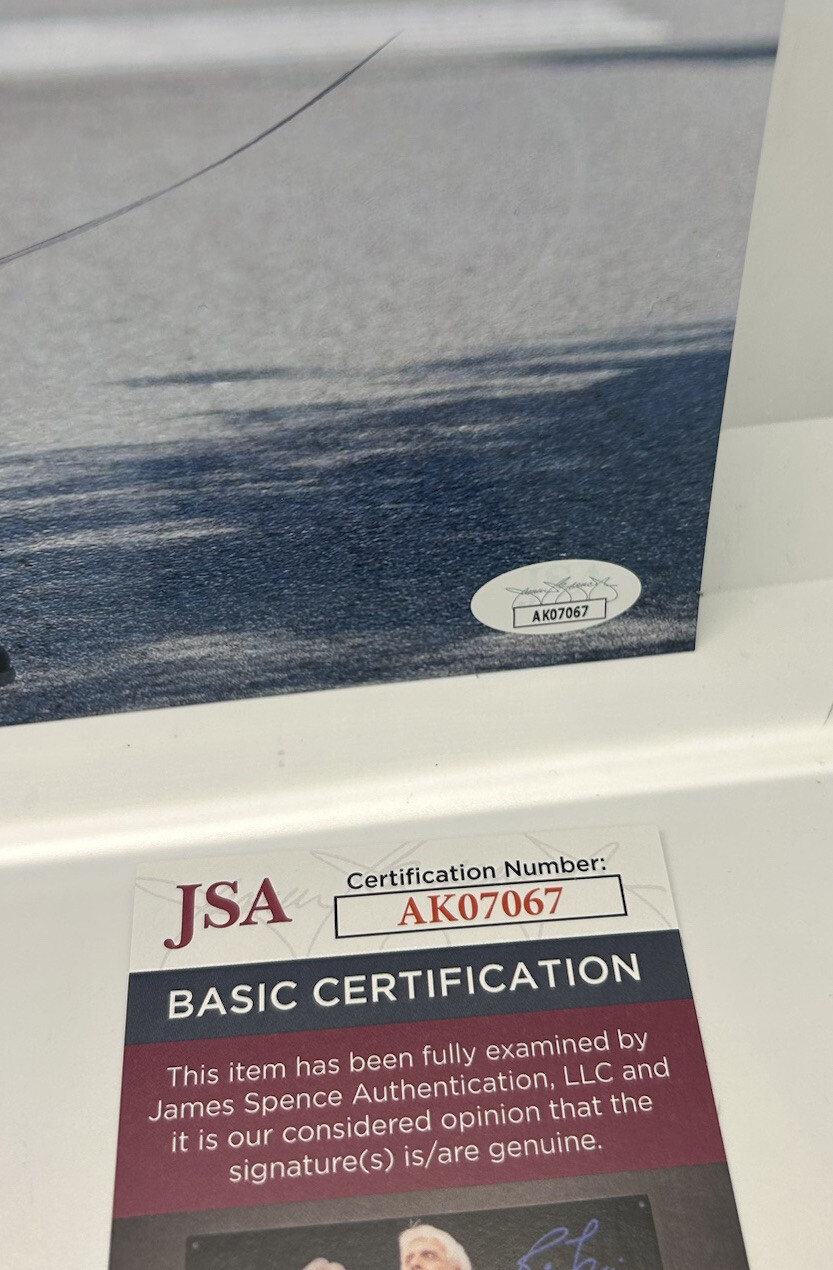 AK07067
JSA
Certification Number:
AK07067
BASIC CERTIFICATION
This item has been fully examined by
James Spence Authentication, LLC and
it is our considered opinion that the
signature(s) is/are genuine.